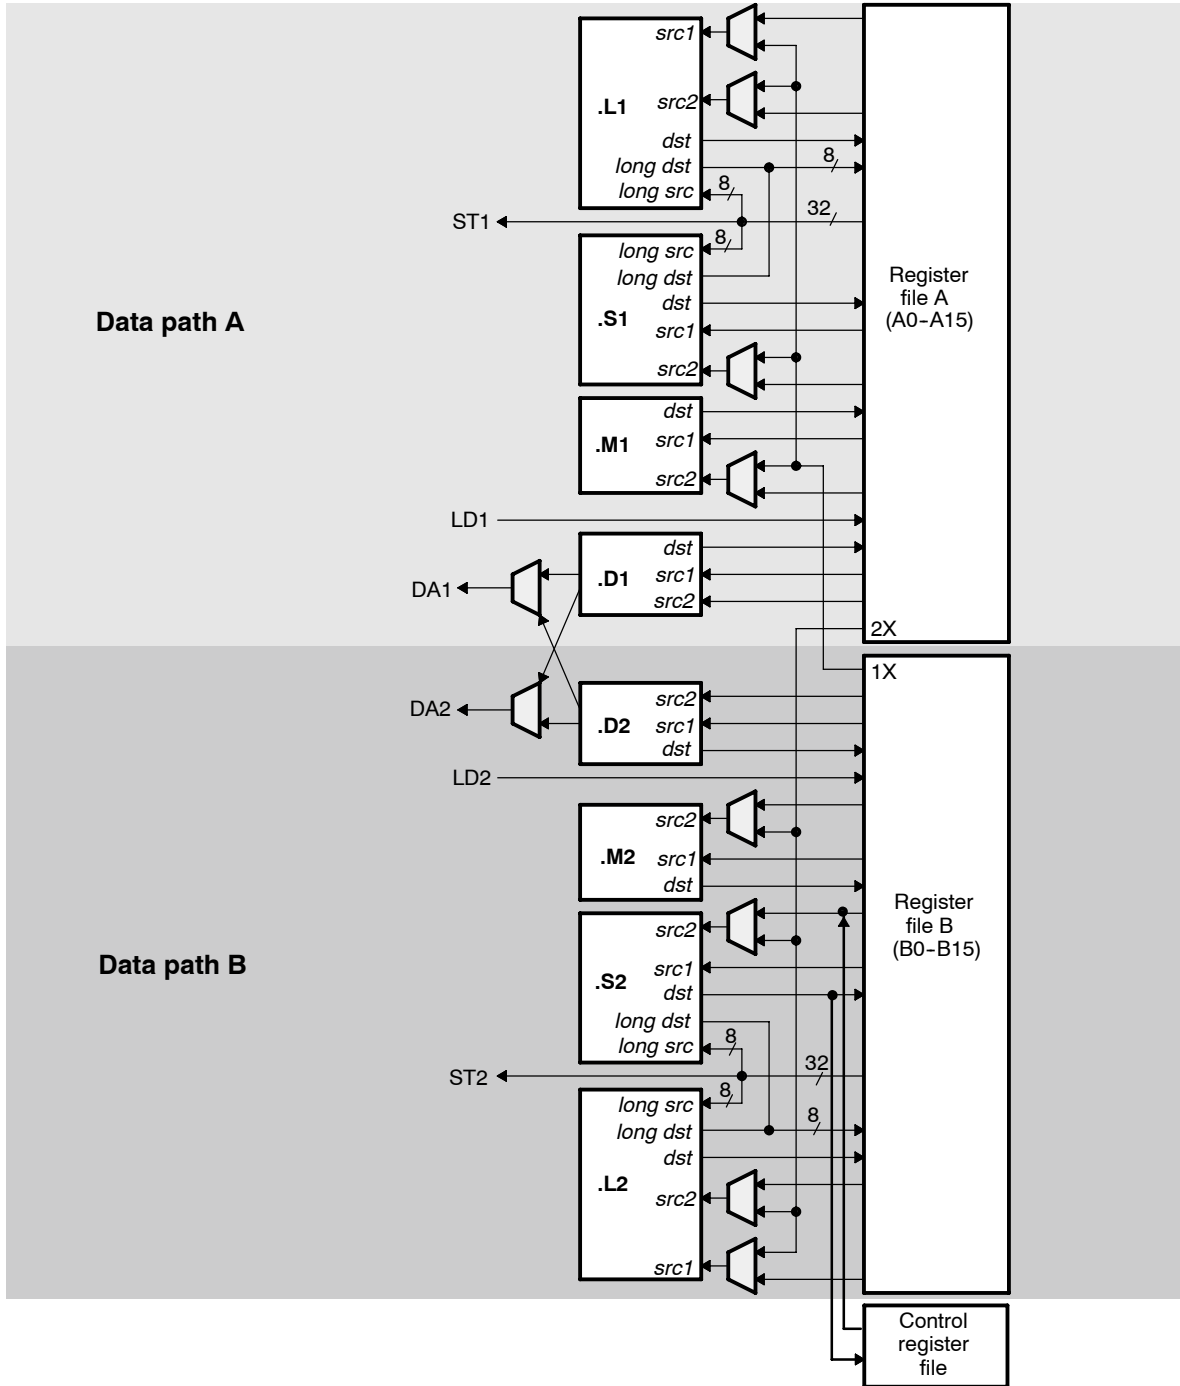 src1
8
.L1
src2
dst
long dst
8
long src
ST1
32
8
long src
long dst
Register
file A
(A0-A15)
Data path A
.S1
dst
src1
src2
dst
.M1
src1
src2
LD1
dst
DA1
.D1
src1
src2
2X
1X
src2
DA2
.D2
src1
dst
LD2
src2
.M2
src1
dst
Register
file B
(B0-B15)
src2
Data path B
src1
.S2
dst
long dst
8
long src
32
ST2
8
long src
8
long dst
dst
.L2
src2
src1
Control
register
file